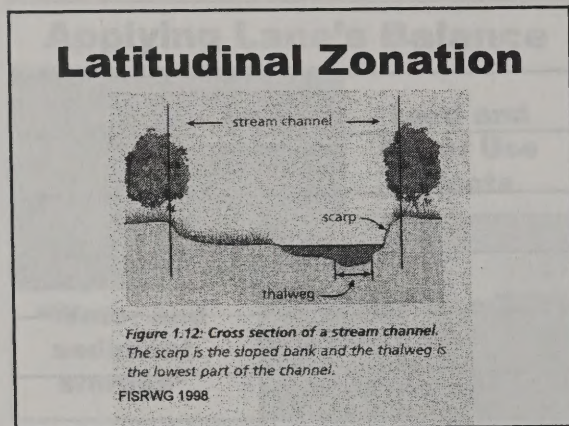 Latitudinal Zonation
stream channel
scarp
thalweg
Figure 1.12: Cross section of a stream channel.
The scarp is the sloped bank and the thalweg is
the lowest part of the channel.
FISRWG 1998